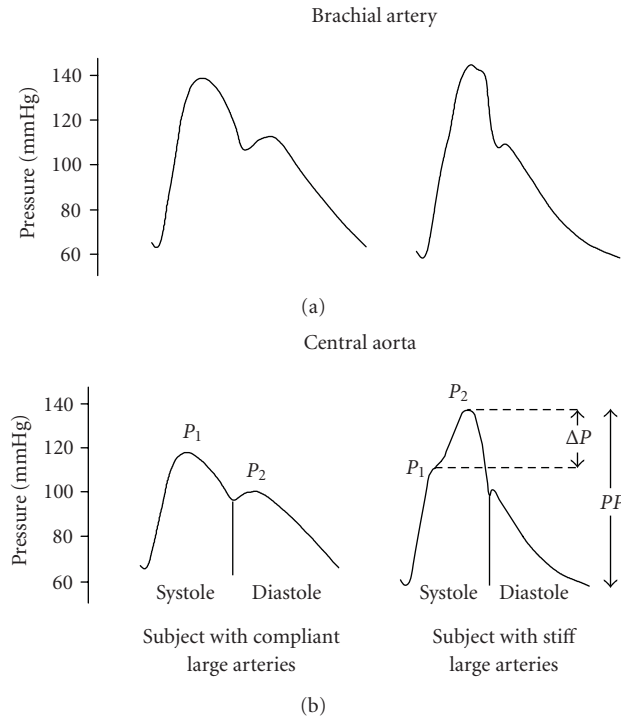 Brachial artery
Pressure (mmHg)
140
120
100
80
60
(a)
Central aorta
Pressure (mmHg)
140
120
100
80
60
P1
P2
Systole
Diastole
Subject with compliant
large arteries
P2
P1
ΔP
PP
Systole
Diastole
Subject with stiff
large arteries
(b)